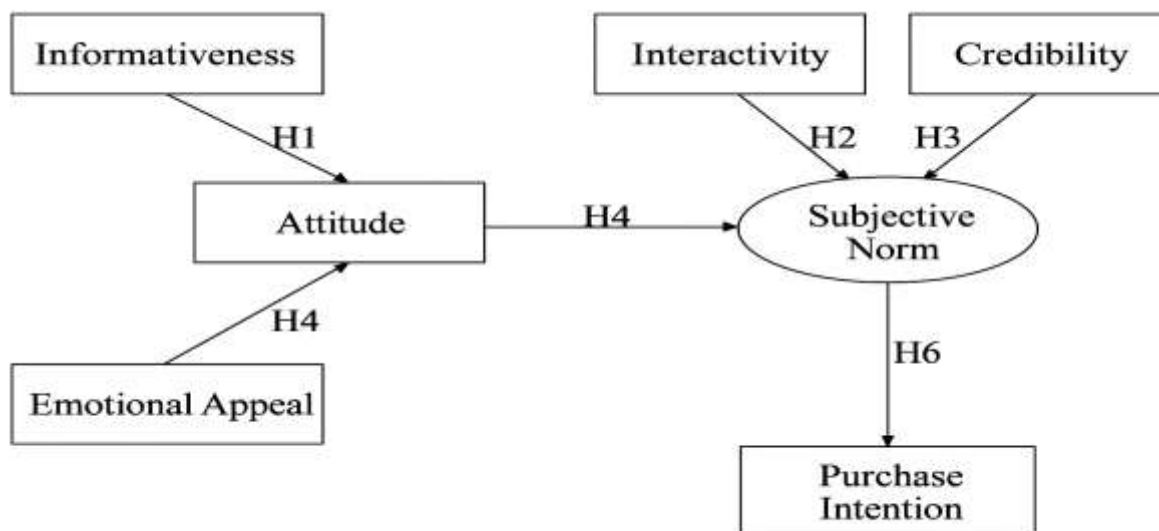 Informativeness
Interactivity
Credibility
H1
H2
H3
Attitude
H4
Subjective
Norm
H4
H6
Emotional Appeal
Purchase
Intention